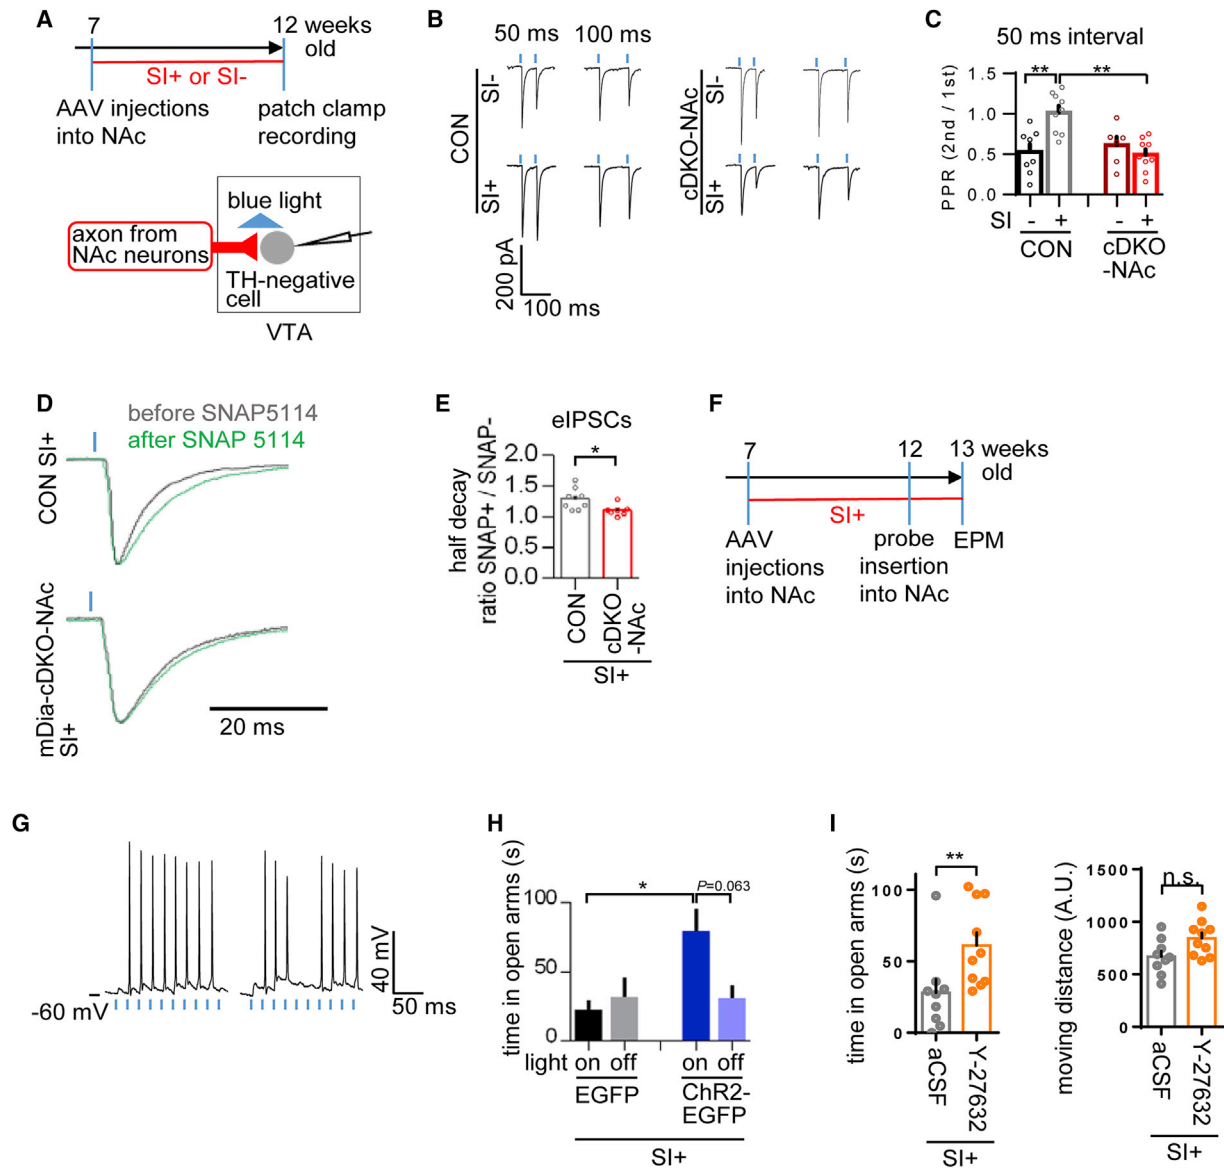 A
7
12 weeks
old
SI+ or SI-
AAV injections
into NAc
patch clamp
recording
blue light
axon from
NAc neurons
TH-negative
cell
VTA
B
50 ms
100 ms
CON
SI-
SI+
cDKO-NAc
SI-
SI+
200 pA
100 ms
C
50 ms interval
PPR (2nd / 1st)
1.5
1.0
0.5
0.0
** **
SI - + - +
CON
cDKO
-NAc
D
before SNAP5114
after SNAP 5114
CON SI+
mDia-cDKO-NAc
SI+
20 ms
E
eIPSCs
half decay
ratio SNAP+ / SNAP-
2.0
1.5
1.0
0.5
0.0
*
CON
cDKO
-NAc
SI+
F
7
12
13 weeks
old
SI+
AAV
injections
into NAc
probe
insertion
into NAc
EPM
G
-60 mV
40 mV
50 ms
H
time in open arms (s)
100
50
0
*
P=0.063
light on off on off
EGFP
ChR2-
EGFP
SI+
I
time in open arms (s)
100
50
0
**
aCSF
Y-27632
SI+
moving distance (A.U.)
1500
1000
500
0
n.s.
aCSF
Y-27632
SI+